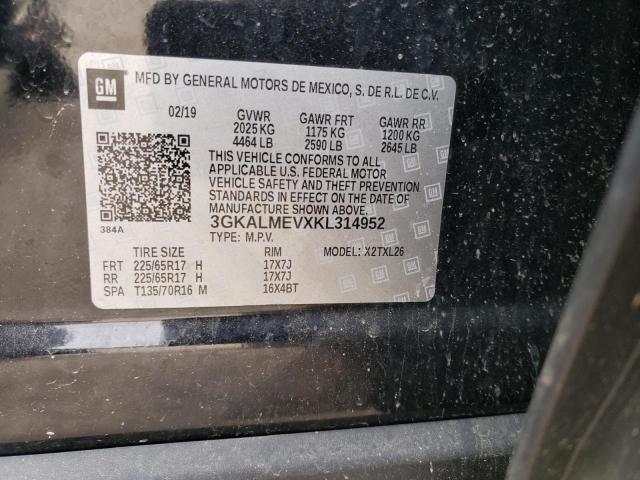 GM MFD BY GENERAL MOTORS DE MEXICO, S. DE R.L. DE C.V.
02/19 GVWR GAWR FRT GAWR RR
2025 KG 1175 KG 1200 KG
4464 LB 2590 LB 2645 LB
THIS VEHICLE CONFORMS TO ALL
APPLICABLE U.S. FEDERAL MOTOR
VEHICLE SAFETY AND THEFT PREVENTION
STANDARDS IN EFFECT ON THE DATE OF
MANUFACTURE SHOWN ABOVE.
384A 3GKALMEVXKL314952
TYPE: M.P.V. MODEL: X2TXL26
TIRE SIZE RIM
FRT 225/65R17 H 17X7J
RR 225/65R17 H 17X7J
SPA T135/70R16 M 16X4BT